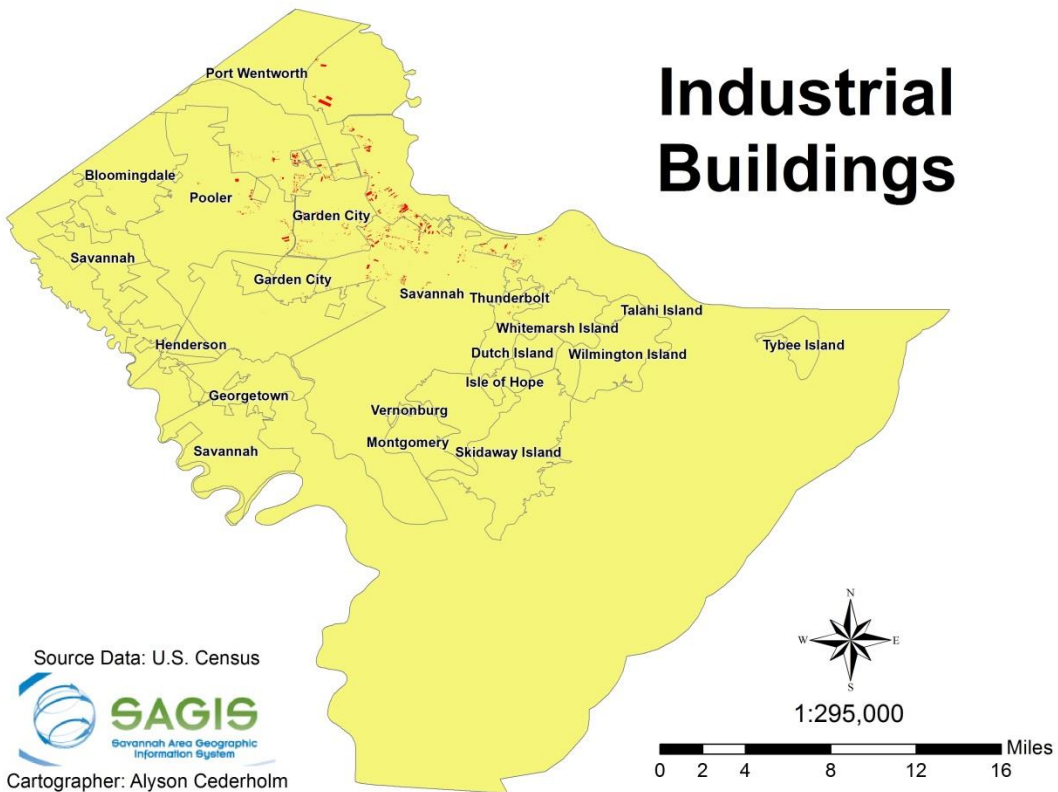 Industrial
Buildings
Port Wentworth
Bloomingdale
Pooler
Garden City
Savannah
Garden City
Savannah
Thunderbolt
Talahi Island
Whitemarsh Island
Henderson
Dutch Island
Wilmington Island
Tybee Island
Isle of Hope
Georgetown
Vernonburg
Montgomery
Savannah
Skidaway Island
N
W
E
S
1:295,000
Miles
0 2 4 8 12 16
Source Data: U.S. Census
SAGIS
Savannah Area Geographic
Information System
Cartographer: Alyson Cederholm